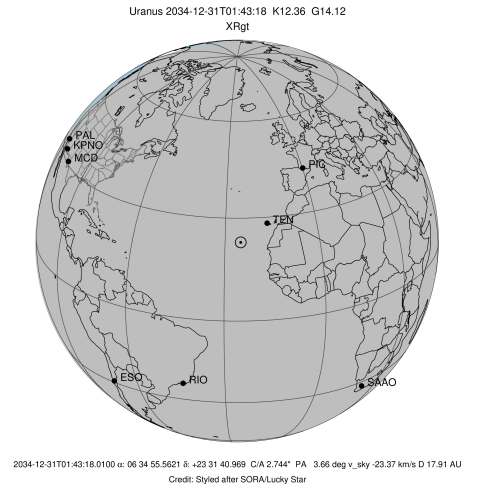 Uranus 2034-12-31T01:43:18 K12.36 G14.12
XRgt
PAL
KPNO
MCD
PIC
TEN
ESO
RIO
SAAO
2034-12-31T01:43:18.0100 α: 06 34 55.5621 δ: +23 31 40.969 C/A 2.744" PA 3.66 deg v_sky -23.37 km/s D 17.91 AU
Credit: Styled after SORA/Lucky Star